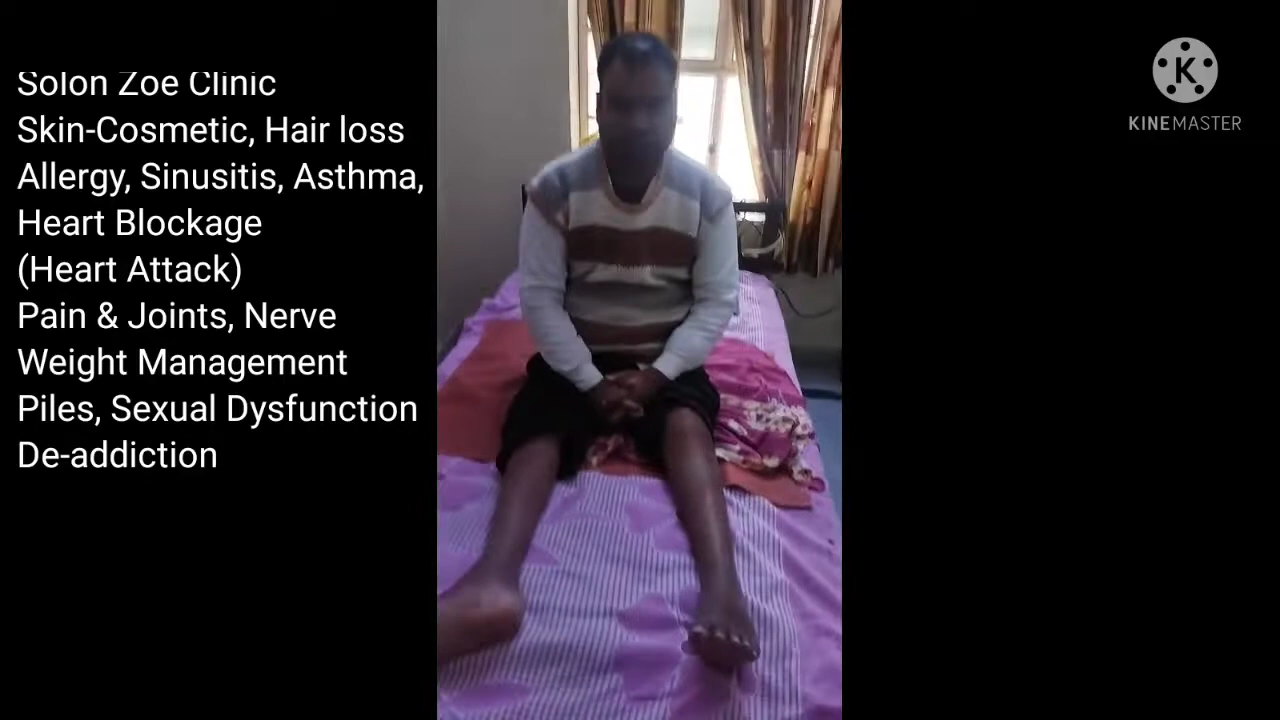 Solon Zoe Clinic
Skin-Cosmetic, Hair loss
Allergy, Sinusitis, Asthma,
Heart Blockage
(Heart Attack)
Pain & Joints, Nerve
Weight Management
Piles, Sexual Dysfunction
De-addiction
K
KINEMASTER